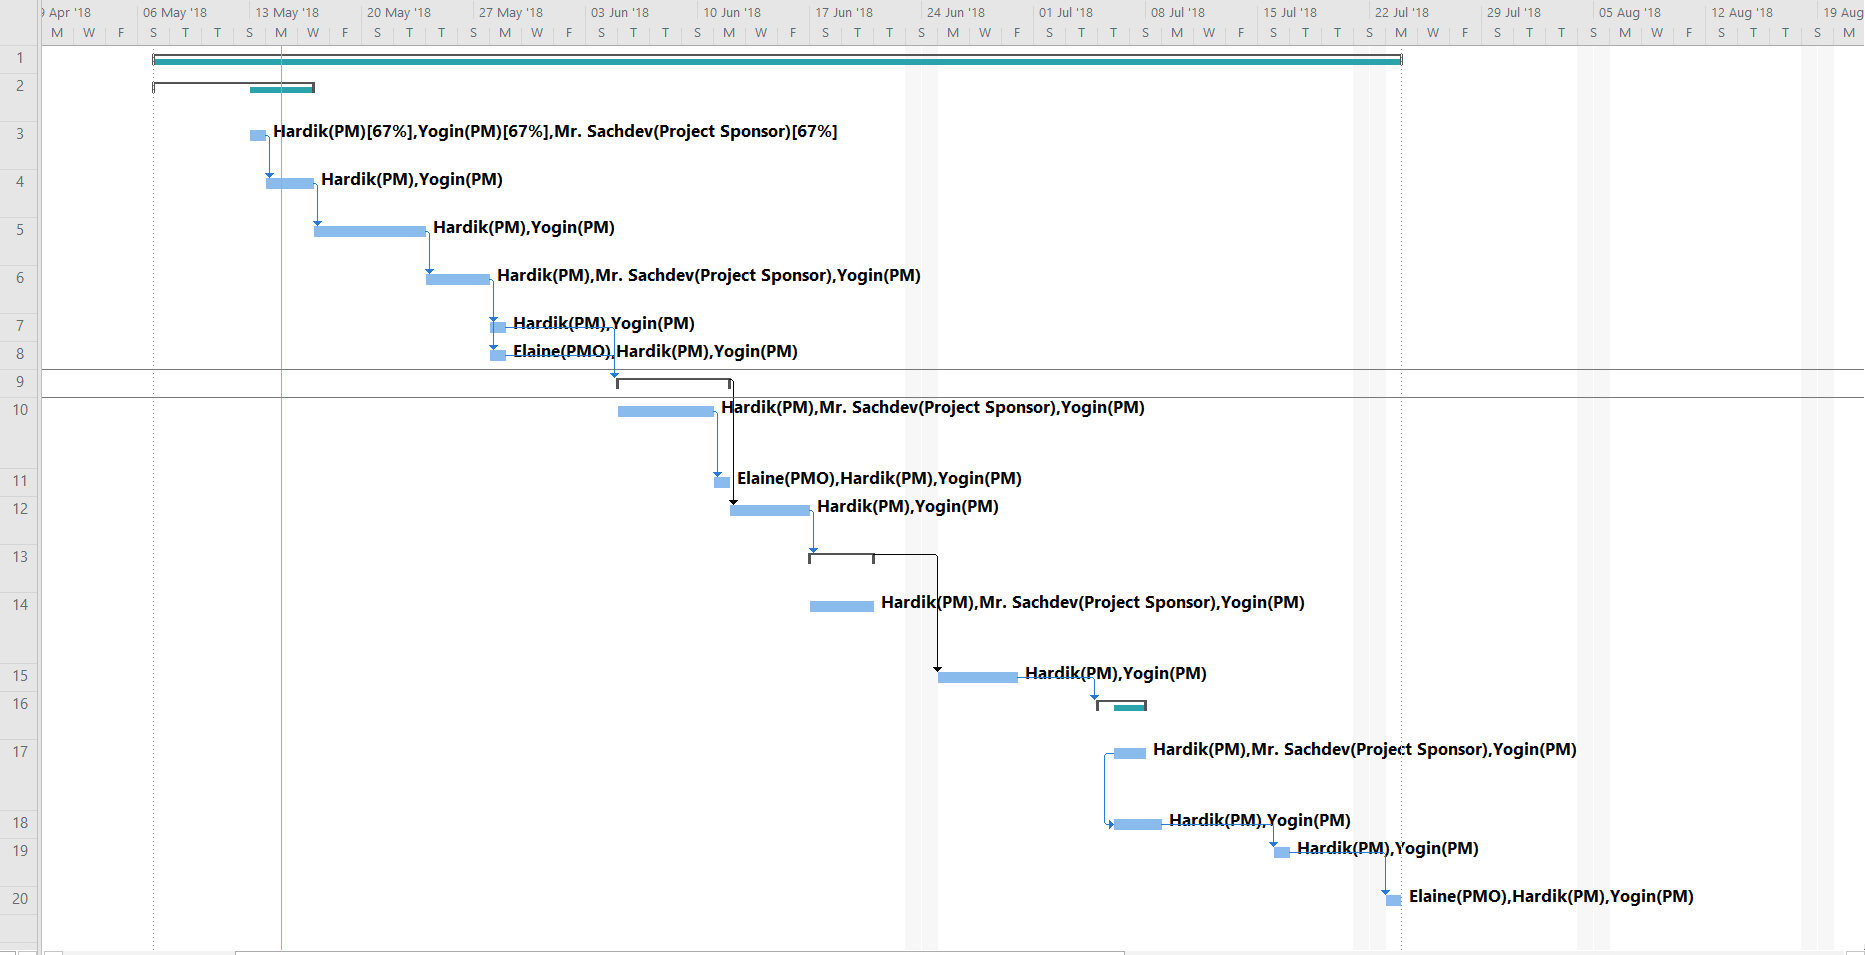 9 Apr '18 06 May '18 13 May '18 20 May '18 27 May '18 03 Jun '18 10 Jun '18 17 Jun '18 24 Jun '18 01 Jul '18 08 Jul '18 15 Jul '18 22 Jul '18 29 Jul '18 05 Aug '18 12 Aug '18 19 Aug
M W F S T T S M W F S T T S M W F S T T S M W F S T T S M W F S T T S M W F S T T S M W F S T T S M W F S T T S M
1
2
3 Hardik(PM)[67%],Yogin(PM)[67%],Mr. Sachdev(Project Sponsor)[67%]
4 Hardik(PM),Yogin(PM)
5 Hardik(PM),Yogin(PM)
6 Hardik(PM),Mr. Sachdev(Project Sponsor),Yogin(PM)
7 Hardik(PM),Yogin(PM)
8 Elaine(PMO),Hardik(PM),Yogin(PM)
9
10 Hardik(PM),Mr. Sachdev(Project Sponsor),Yogin(PM)
11 Elaine(PMO),Hardik(PM),Yogin(PM)
12 Hardik(PM),Yogin(PM)
13
14 Hardik(PM),Mr. Sachdev(Project Sponsor),Yogin(PM)
15 Hardik(PM),Yogin(PM)
16
17 Hardik(PM),Mr. Sachdev(Project Sponsor),Yogin(PM)
18 Hardik(PM),Yogin(PM)
19 Hardik(PM),Yogin(PM)
20 Elaine(PMO),Hardik(PM),Yogin(PM)